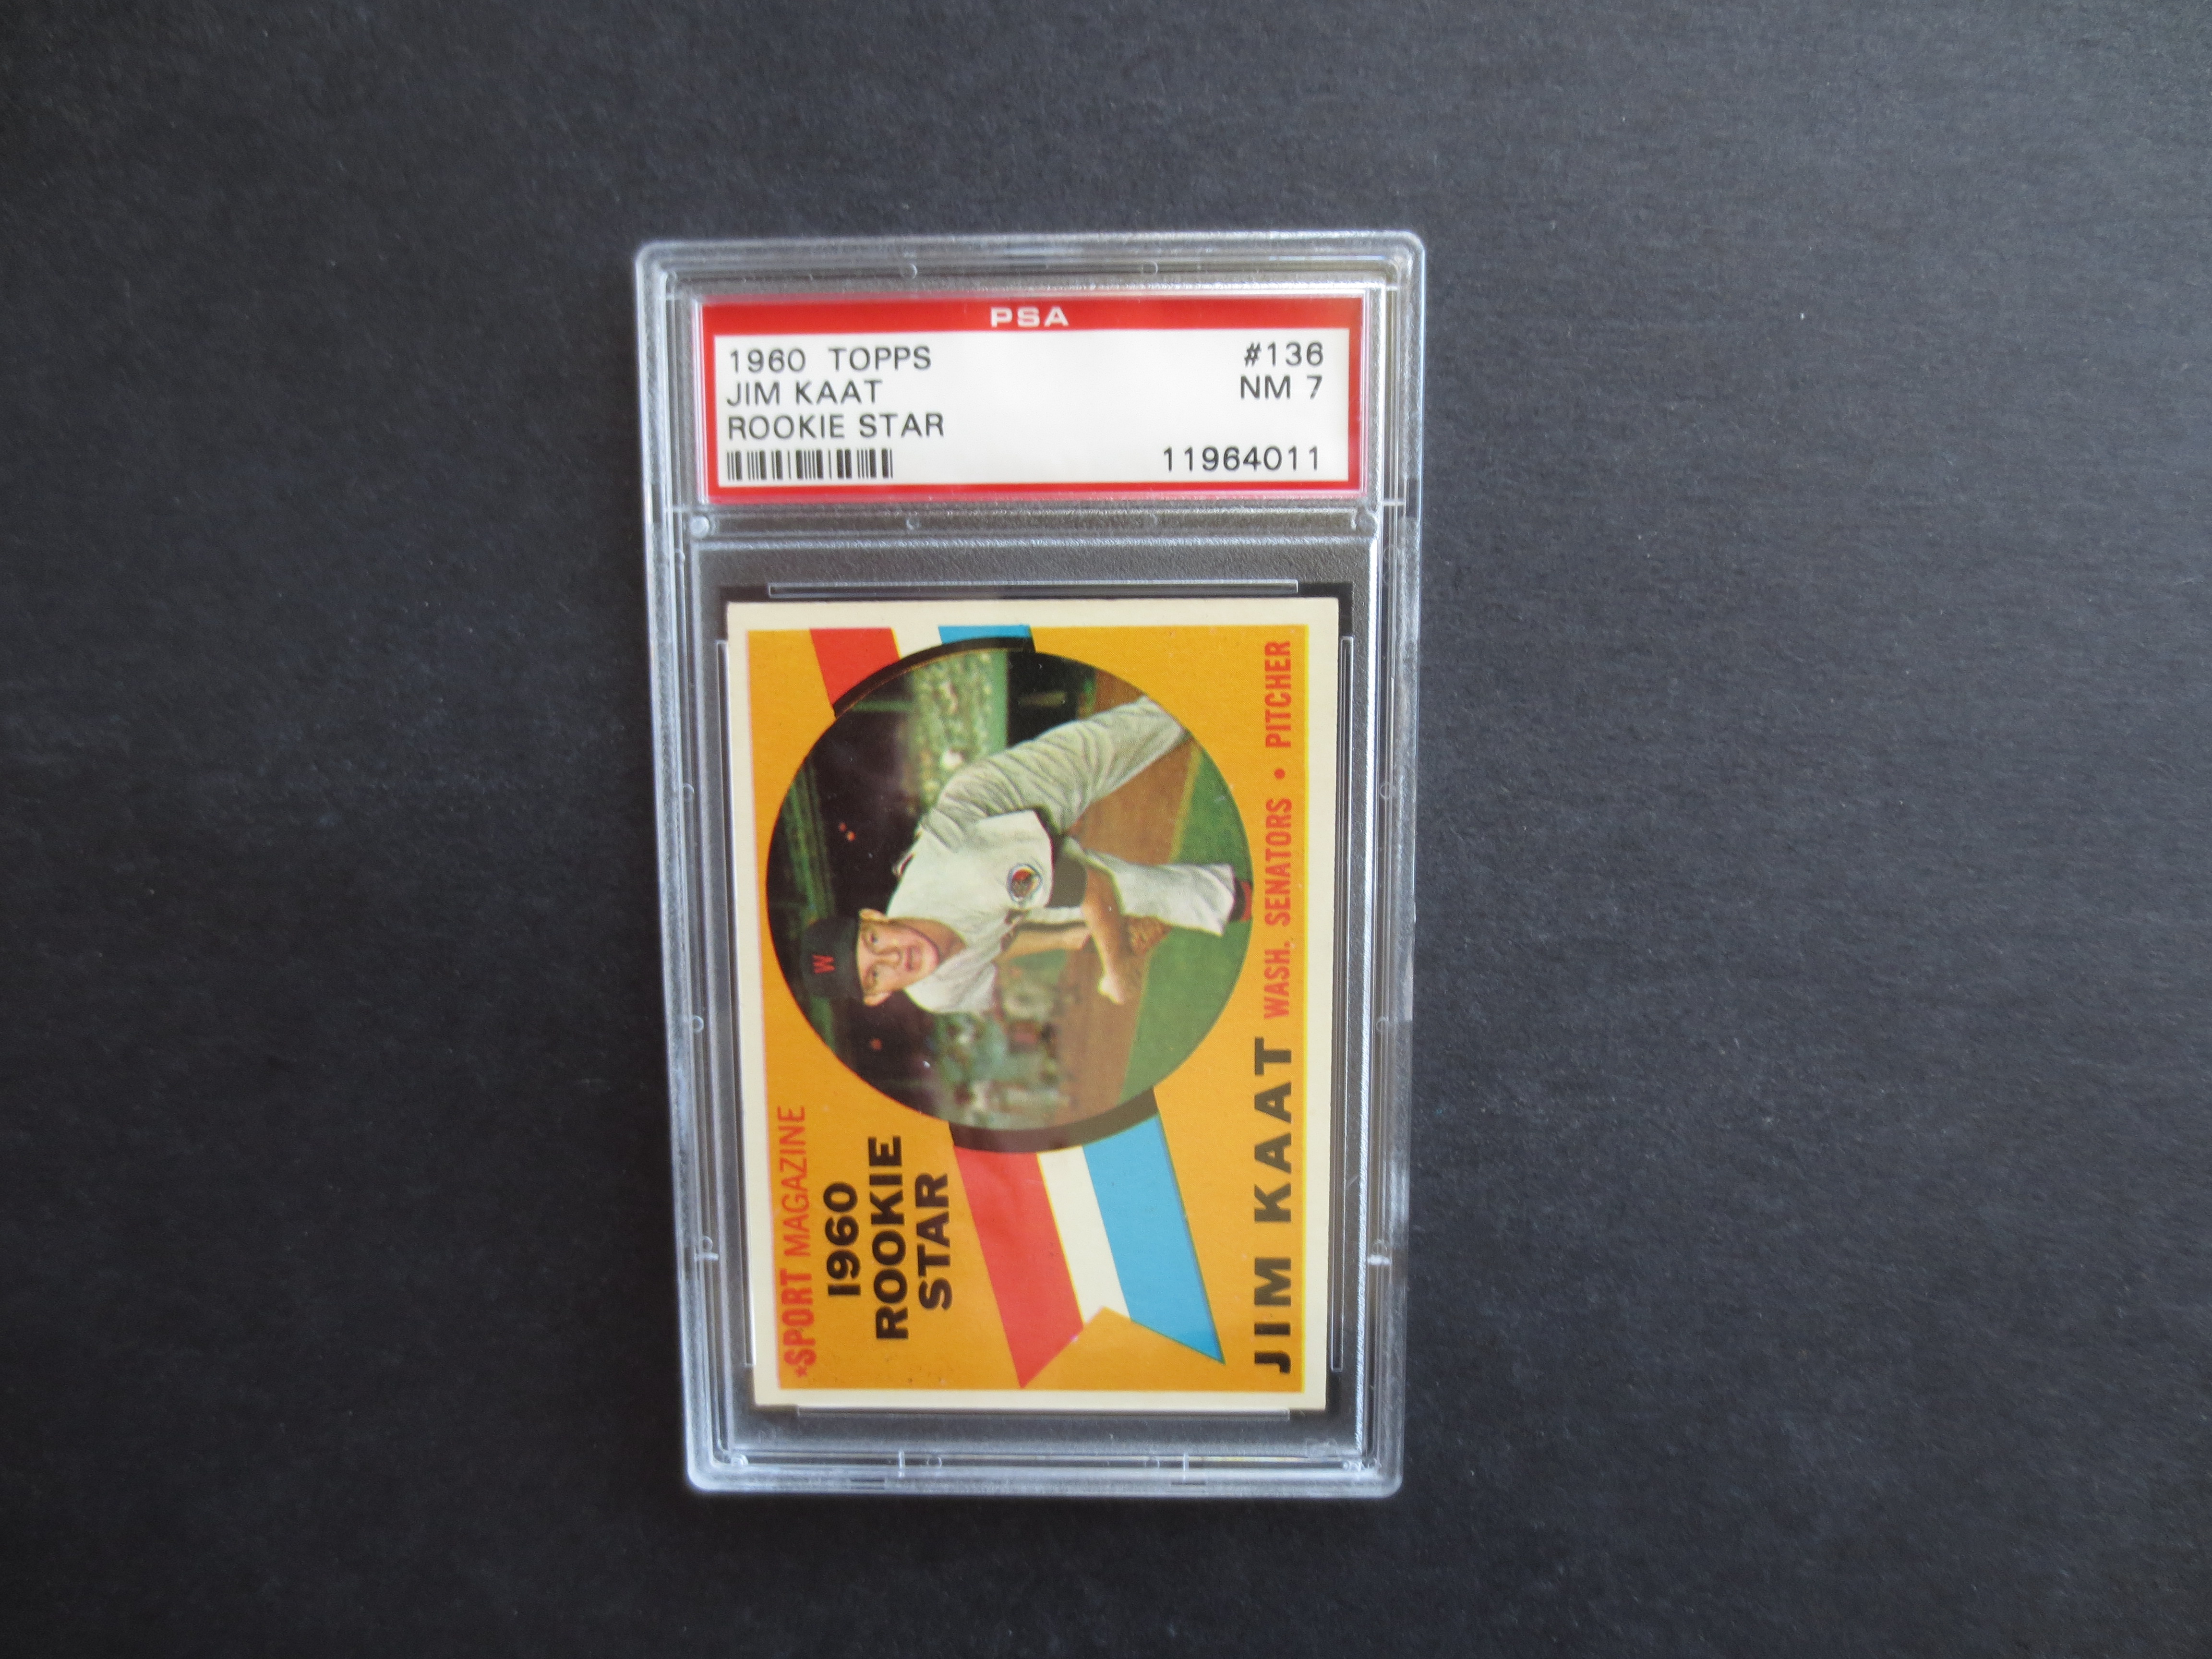 PSA
1960 TOPPS #136
JIM KAAT NM 7
ROOKIE STAR
11964011
★SPORT MAGAZINE
1960
ROOKIE
STAR
W
JIM KAAT WASH. SENATORS • PITCHER